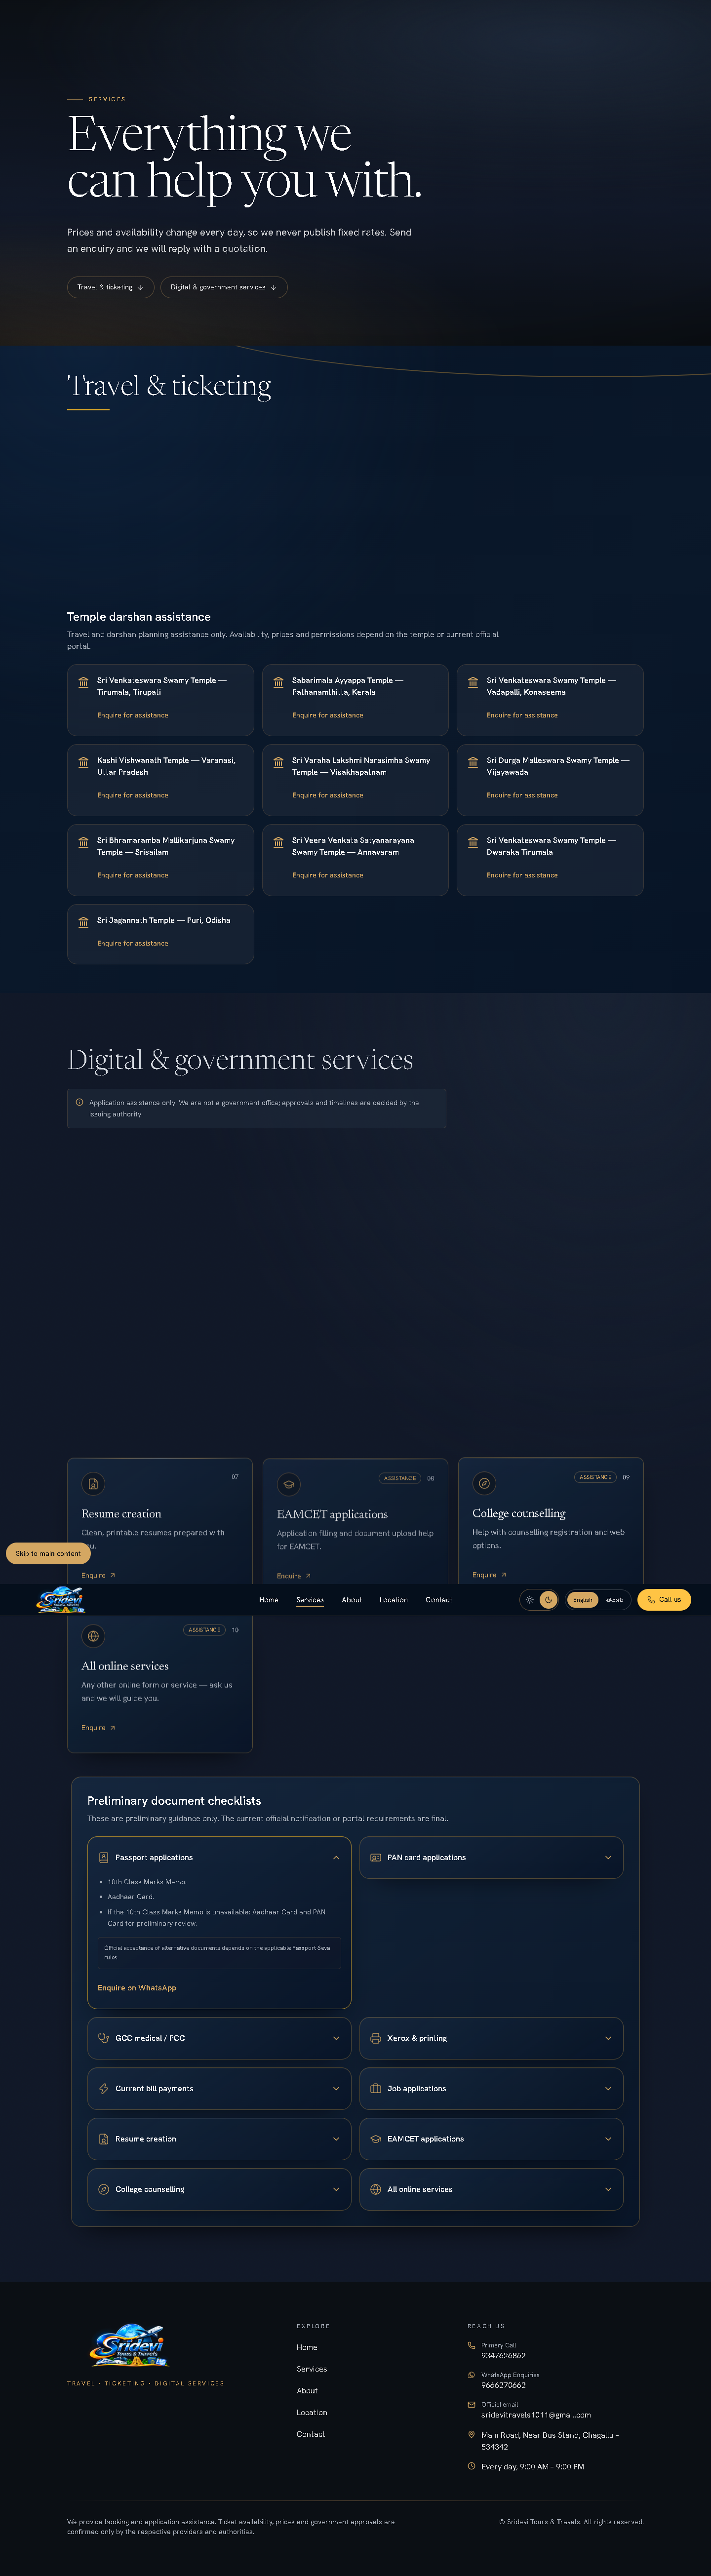 SERVICES
Everything we
can help you with.
Prices and availability change every day, so we never publish fixed rates. Send
an enquiry and we will reply with a quotation.
Travel & ticketing
Digital & government services
Travel & ticketing
Temple darshan assistance
Travel and darshan planning assistance only. Availability, prices and permissions depend on the temple or current official
portal.
Sri Venkateswara Swamy Temple —
Tirumala, Tirupati
Enquire for assistance
Sabarimala Ayyappa Temple —
Pathanamthitta, Kerala
Enquire for assistance
Sri Venkateswara Swamy Temple —
Vadapalli, Konaseema
Enquire for assistance
Kashi Vishwanath Temple — Varanasi,
Uttar Pradesh
Enquire for assistance
Sri Varaha Lakshmi Narasimha Swamy
Temple — Visakhapatnam
Enquire for assistance
Sri Durga Malleswara Swamy Temple —
Vijayawada
Enquire for assistance
Sri Bhramaramba Mallikarjuna Swamy
Temple — Srisailam
Enquire for assistance
Sri Veera Venkata Satyanarayana
Swamy Temple — Annavaram
Enquire for assistance
Sri Venkateswara Swamy Temple —
Dwaraka Tirumala
Enquire for assistance
Sri Jagannath Temple — Puri, Odisha
Enquire for assistance
Digital & government services
Application assistance only. We are not a government office; approvals and timelines are decided by the
issuing authority.
07
Resume creation
Clean, printable resumes prepared with
you.
Enquire
ASSISTANCE 08
EAMCET applications
Application filing and document upload help
for EAMCET.
Enquire
ASSISTANCE 09
College counselling
Help with counselling registration and web
options.
Enquire
Skip to main content
Sridevi
Tours & Travels
Home
Services
About
Location
Contact
English
తెలుగు
Call us
ASSISTANCE 10
All online services
Any other online form or service — ask us
and we will guide you.
Enquire
Preliminary document checklists
These are preliminary guidance only. The current official notification or portal requirements are final.
Passport applications
10th Class Marks Memo.
Aadhaar Card.
If the 10th Class Marks Memo is unavailable: Aadhaar Card and PAN
Card for preliminary review.
Official acceptance of alternative documents depends on the applicable Passport Seva
rules.
Enquire on WhatsApp
PAN card applications
GCC medical / PCC
Xerox & printing
Current bill payments
Job applications
Resume creation
EAMCET applications
College counselling
All online services
Sridevi
Tours & Travels
TRAVEL • TICKETING • DIGITAL SERVICES
EXPLORE
Home
Services
About
Location
Contact
REACH US
Primary Call
9347626862
WhatsApp Enquiries
9666270662
Official email
sridevitravels1011@gmail.com
Main Road, Near Bus Stand, Chagallu –
534342
Every day, 9:00 AM – 9:00 PM
We provide booking and application assistance. Ticket availability, prices and government approvals are
confirmed only by the respective providers and authorities.
© Sridevi Tours & Travels. All rights reserved.